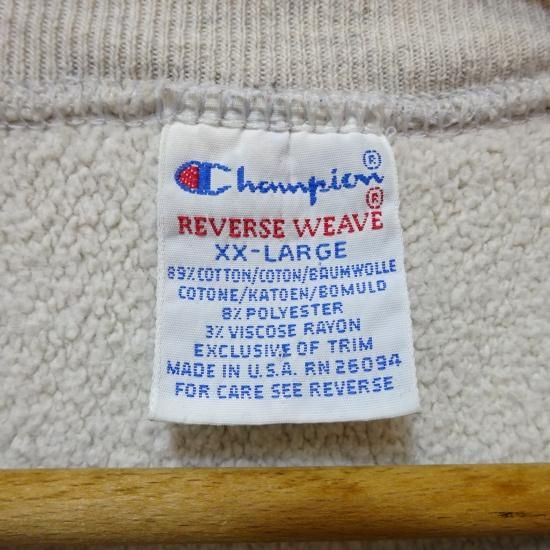 Champion ®
®
REVERSE WEAVE
XX-LARGE
89% COTTON/COTON/BAUMWOLLE
COTONE/KATOEN/BOMULD
8% POLYESTER
3% VISCOSE RAYON
EXCLUSIVE OF TRIM
MADE IN U.S.A. RN 26094
FOR CARE SEE REVERSE